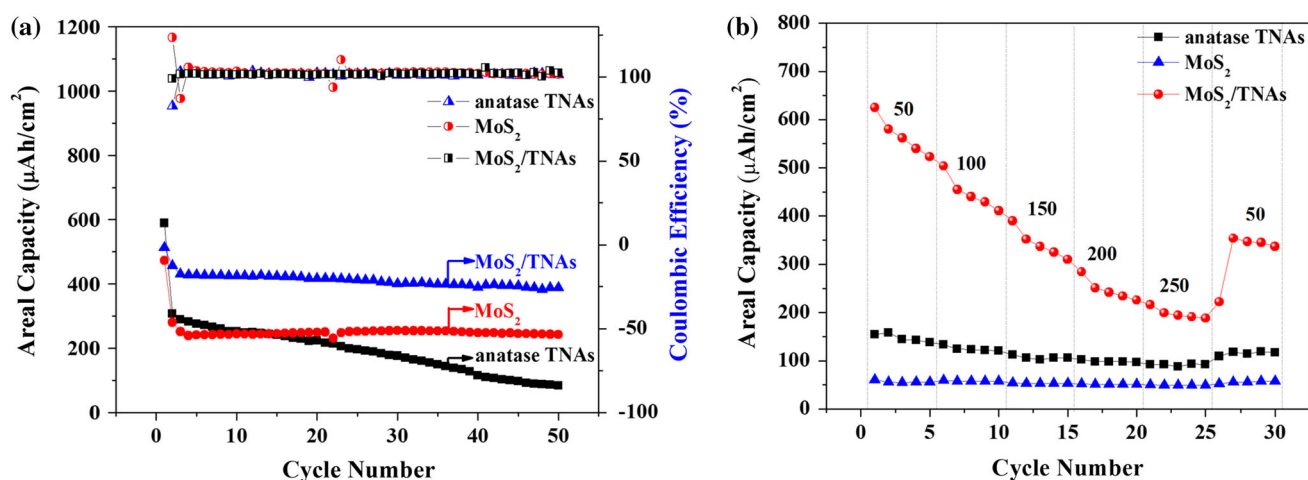 (a)
Areal Capacity (μAh/cm²)
1200
1000
800
600
400
200
0
0
10
20
30
40
50
Cycle Number
100
50
0
-50
-100
Coulombic Efficiency (%)
anatase TNAs
MoS₂
MoS₂/TNAs
MoS₂/TNAs
MoS₂
anatase TNAs
(b)
Areal Capacity (μAh/cm²)
800
700
600
500
400
300
200
100
0
0
5
10
15
20
25
30
Cycle Number
anatase TNAs
MoS₂
MoS₂/TNAs
50
100
150
200
250
50